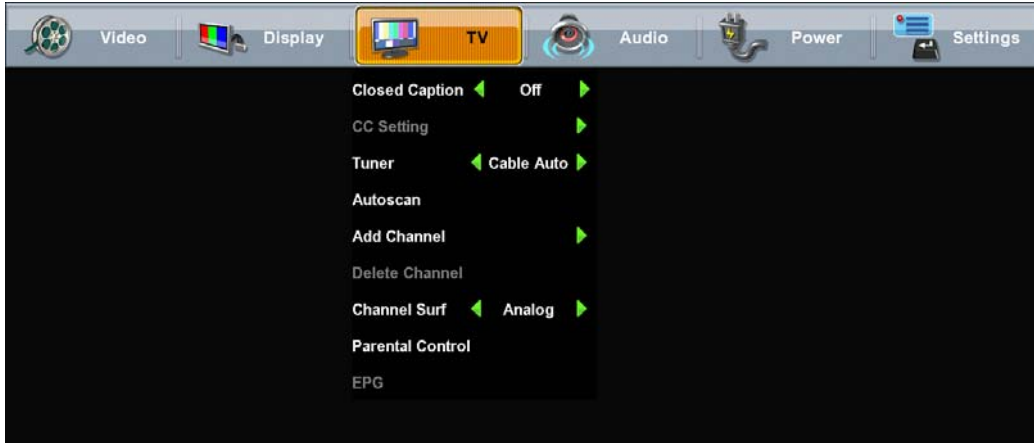 Video Display TV Audio Power Settings
Closed Caption Off
CC Setting
Tuner Cable Auto
Autoscan
Add Channel
Delete Channel
Channel Surf Analog
Parental Control
EPG